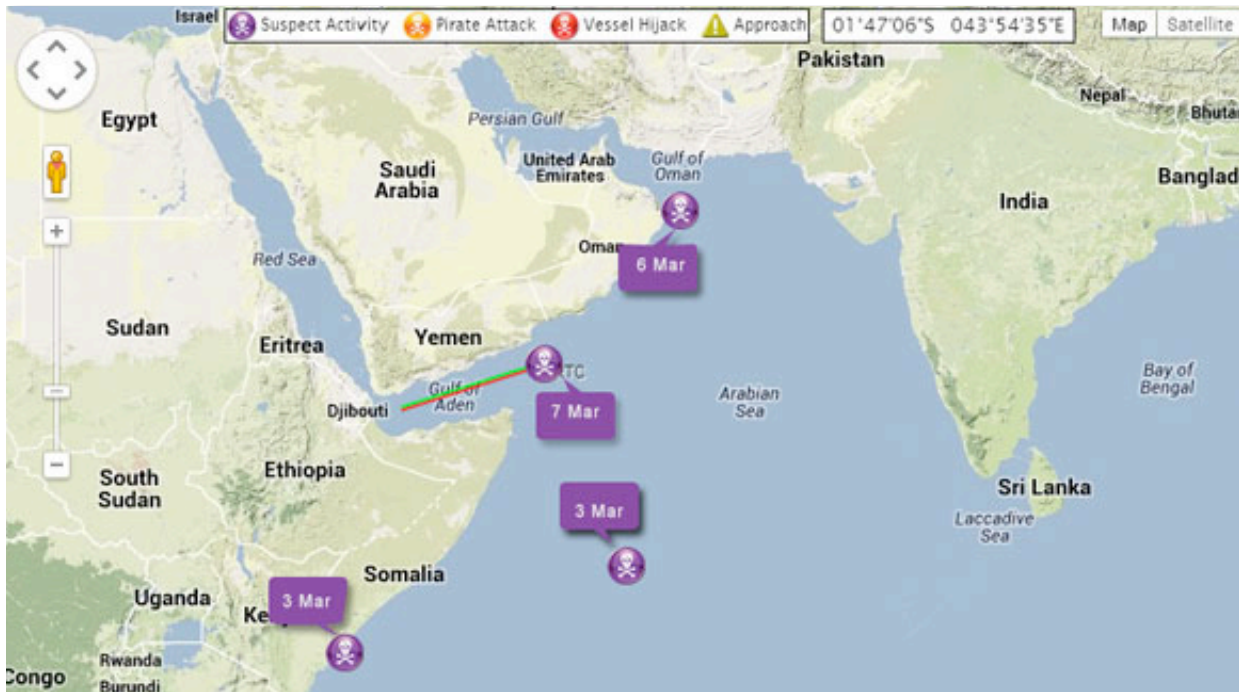 Israel
Suspect Activity Pirate Attack Vessel Hijack Approach
01°47'06"S 043°54'35"E
Map Satellite
Pakistan
Nepal
Bhutan
Egypt
Persian Gulf
Saudi
Arabia
United Arab
Emirates
Gulf of
Oman
India
Banglad
Oman
6 Mar
Red Sea
Sudan
Eritrea
Yemen
TC
Gulf of
Aden
Djibouti
7 Mar
Arabian
Sea
Bay of
Bengal
South
Sudan
Ethiopia
3 Mar
Sri Lanka
Laccadive
Sea
Somalia
Uganda
Ke
3 Mar
Rwanda
Burundi
Congo